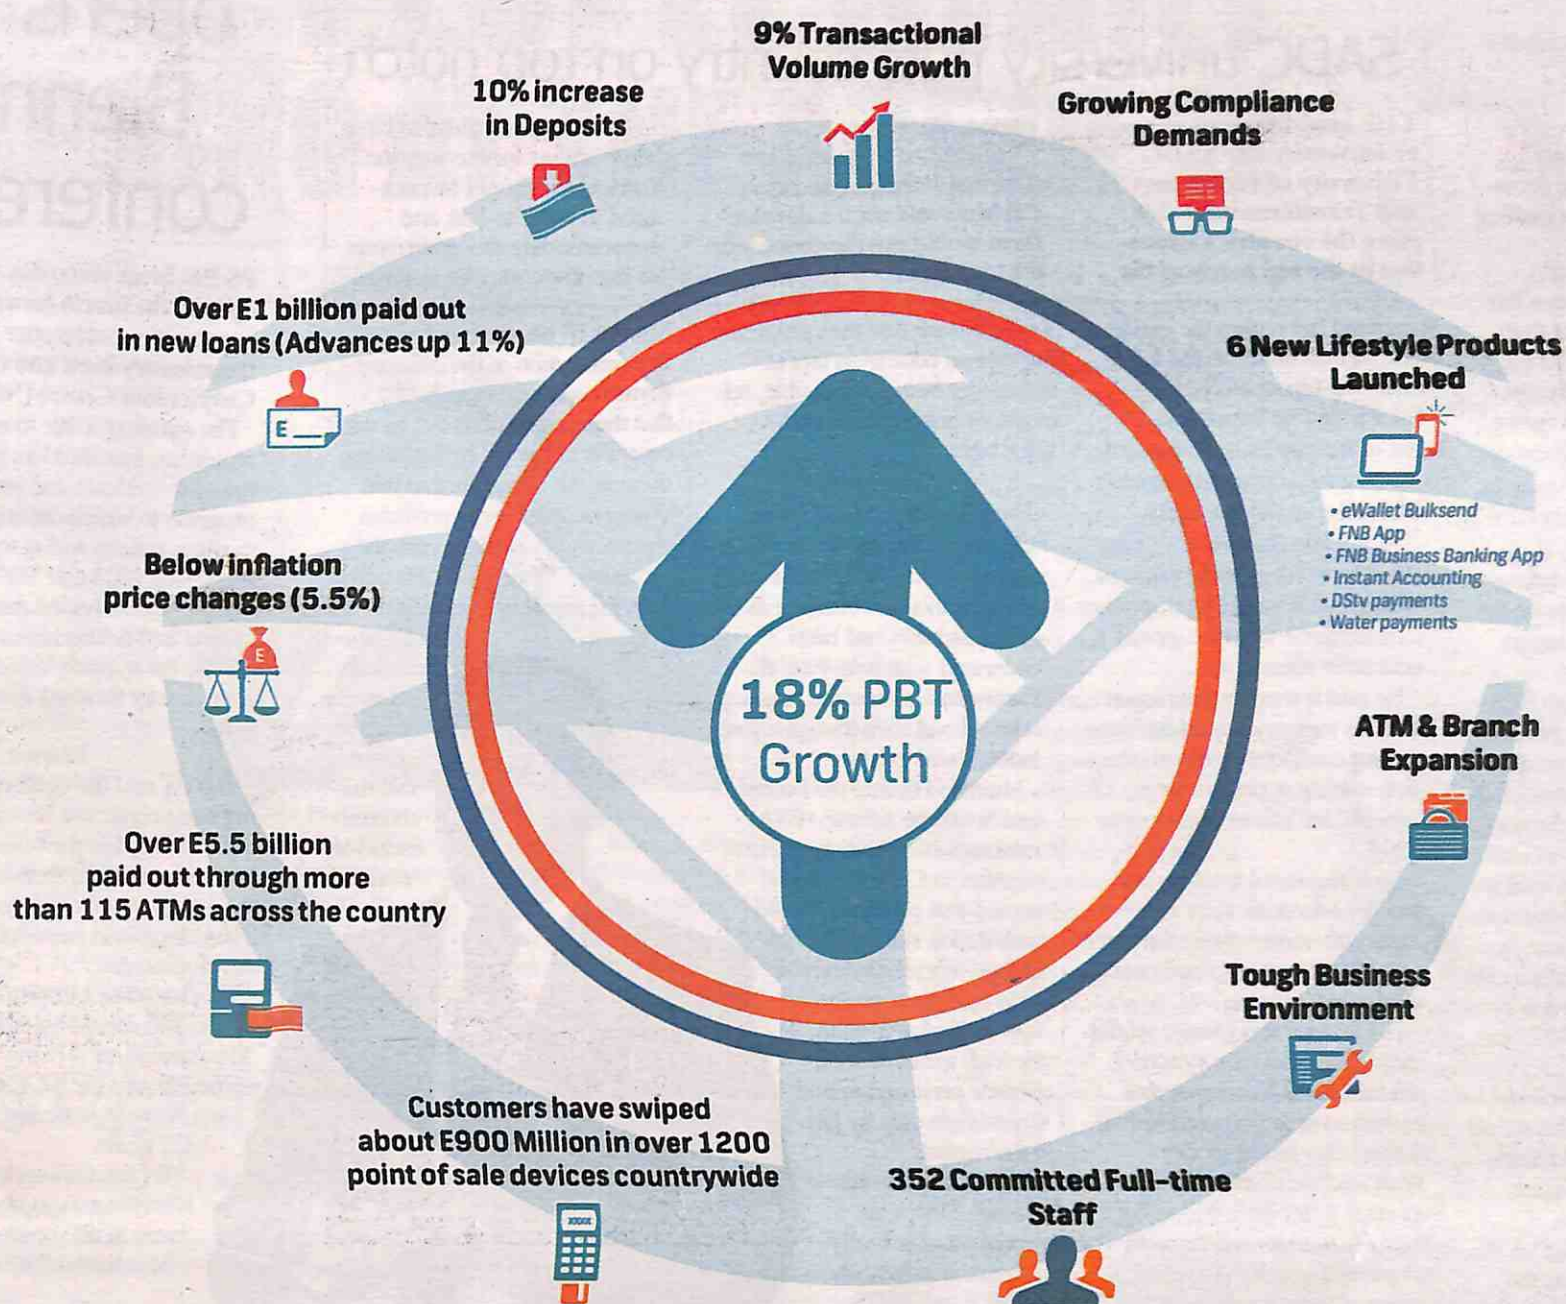 9% Transactional
Volume Growth
10% increase
in Deposits
Growing Compliance
Demands
Over E1 billion paid out
in new loans (Advances up 11%)
E
6 New Lifestyle Products
Launched
• eWallet Bulksend
• FNB App
• FNB Business Banking App
• Instant Accounting
• DStv payments
• Water payments
Below inflation
price changes (5.5%)
E
18% PBT
Growth
ATM & Branch
Expansion
Over E5.5 billion
paid out through more
than 115 ATMs across the country
Tough Business
Environment
Customers have swiped
about E900 Million in over 1200
point of sale devices countrywide
XXXXX
352 Committed Full-time
Staff